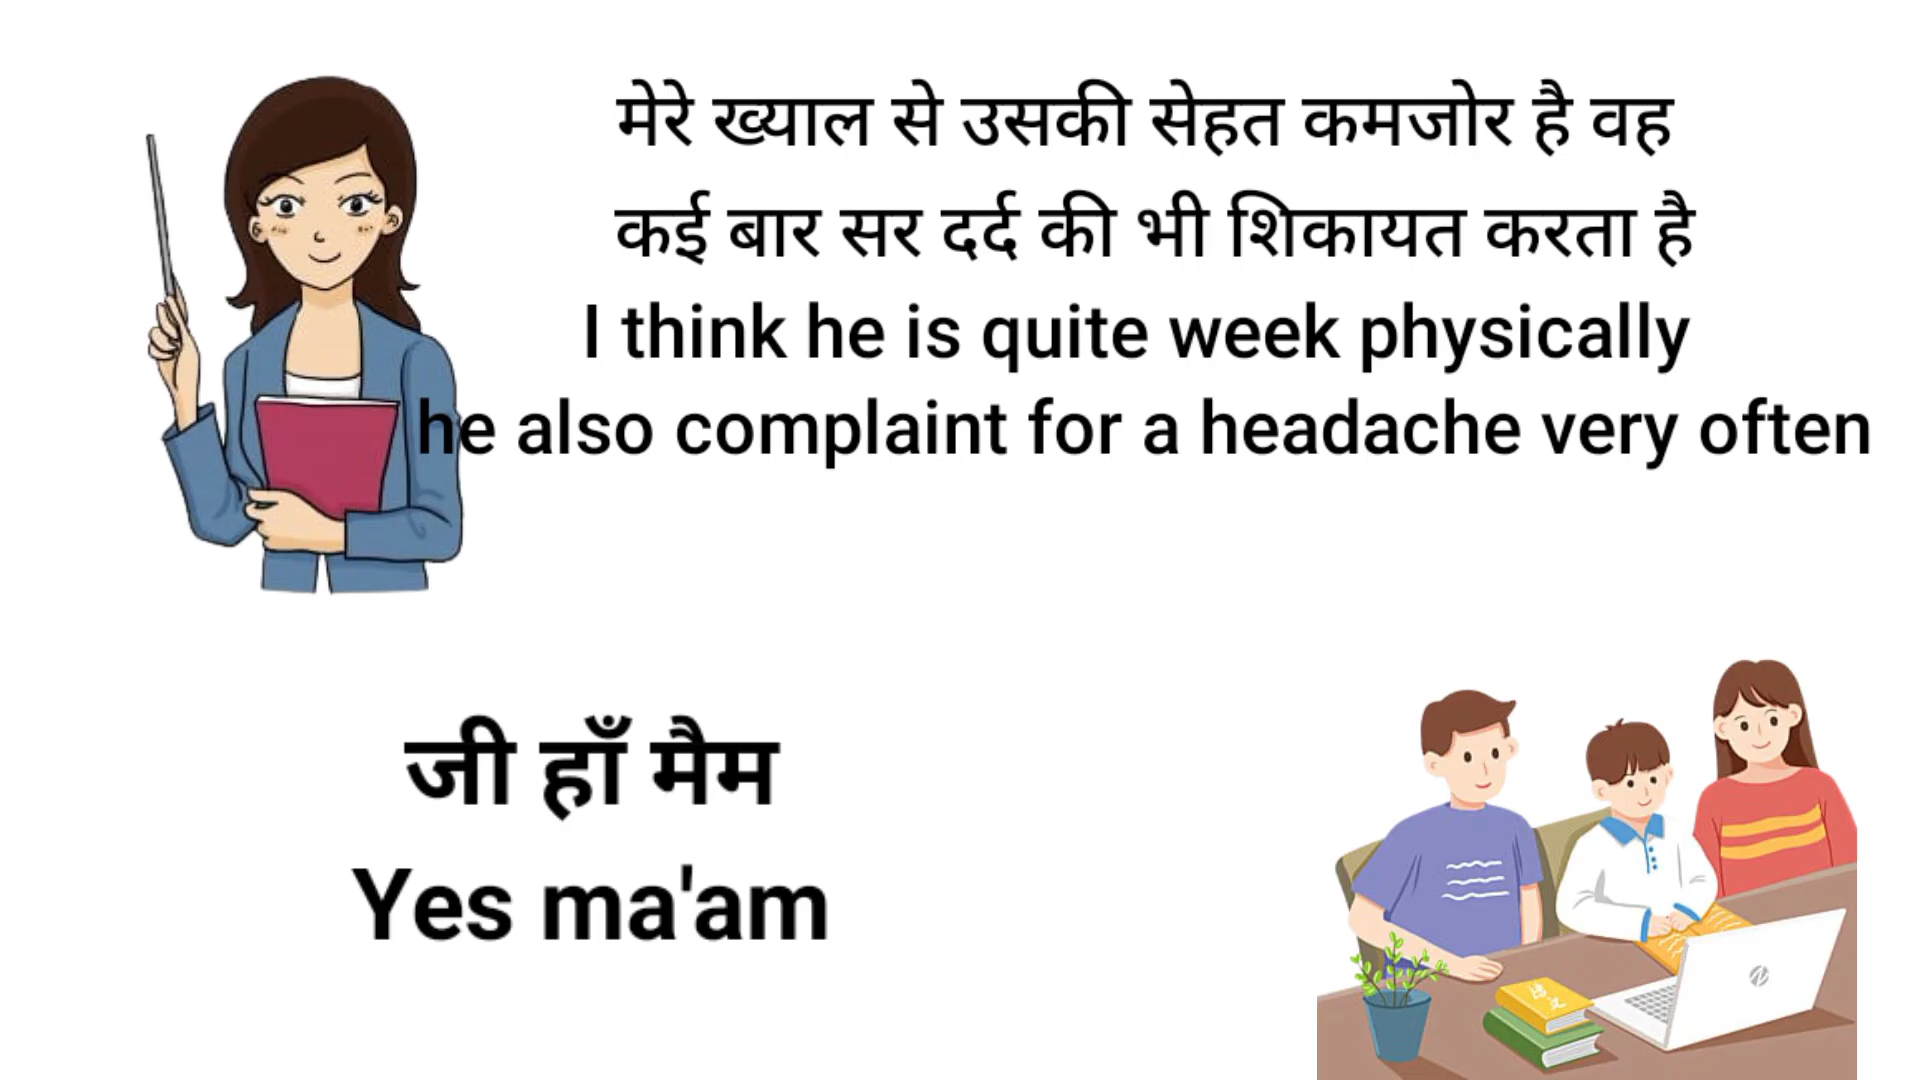 मेरे ख्याल से उसकी सेहत कमजोर है वह
कई बार सर दर्द की भी शिकायत करता है
I think he is quite week physically
he also complaint for a headache very often
जी हाँ मैम
Yes ma'am